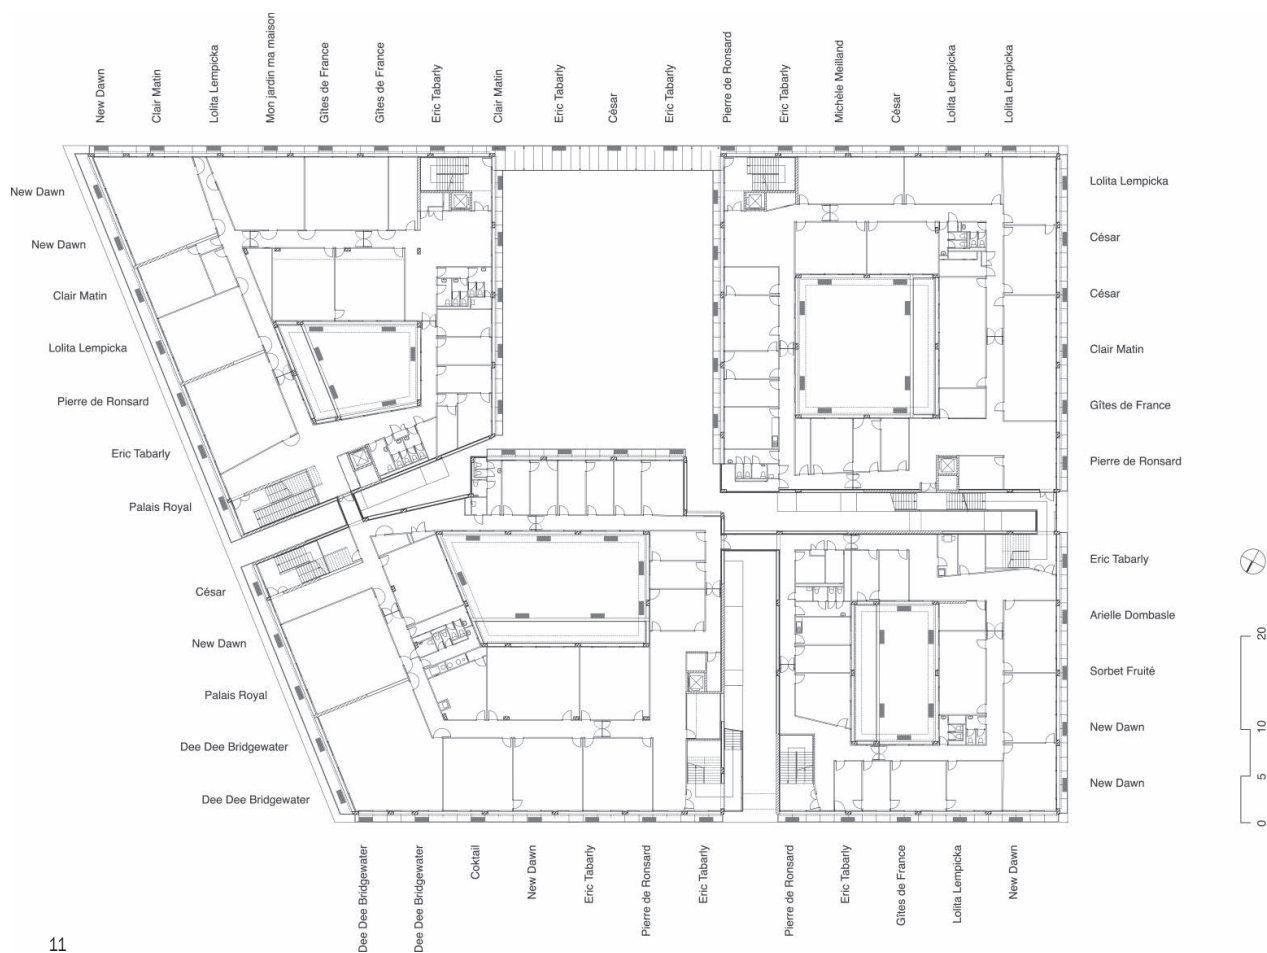 New Dawn
Clair Matin
Lolita Lempicka
Mon jardin ma maison
Gîtes de France
Gîtes de France
Eric Tabarly
Clair Matin
Eric Tabarly
César
Eric Tabarly
Pierre de Ronsard
Eric Tabarly
Michèle Meilland
César
Lolita Lempicka
Lolita Lempicka
New Dawn
New Dawn
Clair Matin
Lolita Lempicka
Pierre de Ronsard
Eric Tabarly
Palais Royal
César
New Dawn
Palais Royal
Dee Dee Bridgewater
Dee Dee Bridgewater
Lolita Lempicka
César
César
Clair Matin
Gîtes de France
Pierre de Ronsard
Eric Tabarly
Arielle Dombasle
Sorbet Fruité
New Dawn
New Dawn
20
10
5
0
Dee Dee Bridgewater
Dee Dee Bridgewater
Coktail
New Dawn
Eric Tabarly
Pierre de Ronsard
Eric Tabarly
Pierre de Ronsard
Eric Tabarly
Gîtes de France
Lolita Lempicka
New Dawn
11